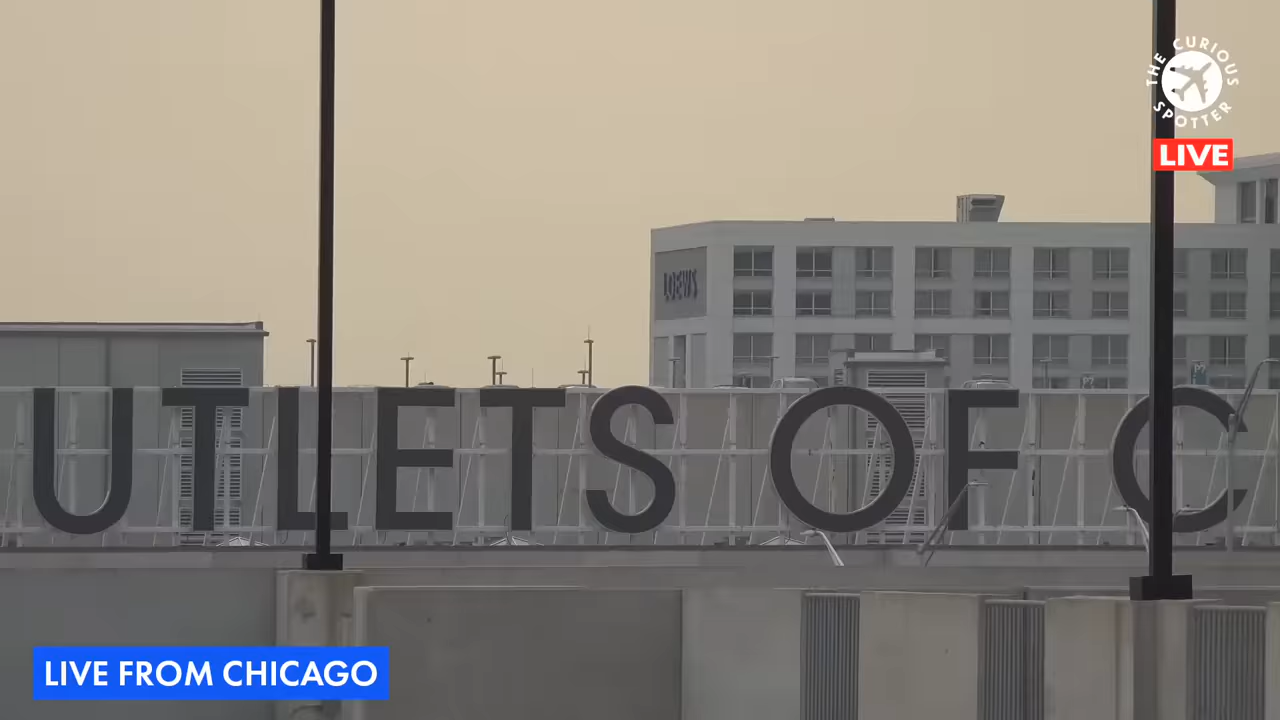 THE CURIOUS
SPOTTER
LIVE
LOEWS
UTLETS OF C
LIVE FROM CHICAGO